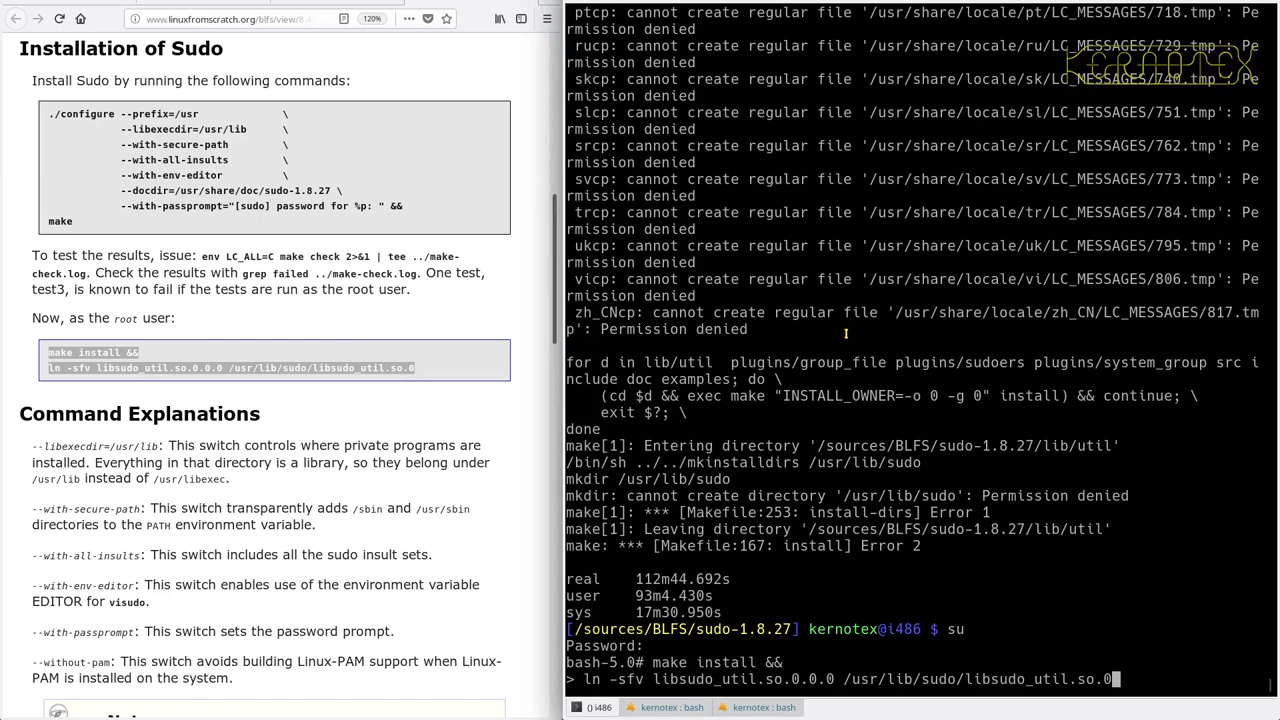 www.linuxfromscratch.org/blfs/view/8.4
120%
Installation of Sudo
Install Sudo by running the following commands:
./configure --prefix=/usr \
--libexecdir=/usr/lib \
--with-secure-path \
--with-all-insults \
--with-env-editor \
--docdir=/usr/share/doc/sudo-1.8.27 \
--with-passprompt="[sudo] password for %p: " &&
make
To test the results, issue: env LC_ALL=C make check 2>&1 | tee ../make-
check.log. Check the results with grep failed ../make-check.log. One test,
test3, is known to fail if the tests are run as the root user.
Now, as the root user:
make install &&
ln -sfv libsudo_util.so.0.0.0 /usr/lib/sudo/libsudo_util.so.0
Command Explanations
--libexecdir=/usr/lib: This switch controls where private programs are
installed. Everything in that directory is a library, so they belong under
/usr/lib instead of /usr/libexec.
--with-secure-path: This switch transparently adds /sbin and /usr/sbin
directories to the PATH environment variable.
--with-all-insults: This switch includes all the sudo insult sets.
--with-env-editor: This switch enables use of the environment variable
EDITOR for visudo.
--with-passprompt: This switch sets the password prompt.
--without-pam: This switch avoids building Linux-PAM support when Linux-
PAM is installed on the system.
ptcp: cannot create regular file '/usr/share/locale/pt/LC_MESSAGES/718.tmp': Pe
rmission denied
rucp: cannot create regular file '/usr/share/locale/ru/LC_MESSAGES/729.tmp': Pe
rmission denied
skcp: cannot create regular file '/usr/share/locale/sk/LC_MESSAGES/740.tmp': Pe
rmission denied
slcp: cannot create regular file '/usr/share/locale/sl/LC_MESSAGES/751.tmp': Pe
rmission denied
srcp: cannot create regular file '/usr/share/locale/sr/LC_MESSAGES/762.tmp': Pe
rmission denied
svcp: cannot create regular file '/usr/share/locale/sv/LC_MESSAGES/773.tmp': Pe
rmission denied
trcp: cannot create regular file '/usr/share/locale/tr/LC_MESSAGES/784.tmp': Pe
rmission denied
ukcp: cannot create regular file '/usr/share/locale/uk/LC_MESSAGES/795.tmp': Pe
rmission denied
vicp: cannot create regular file '/usr/share/locale/vi/LC_MESSAGES/806.tmp': Pe
rmission denied
zh_CNcp: cannot create regular file '/usr/share/locale/zh_CN/LC_MESSAGES/817.tm
p': Permission denied
for d in lib/util  plugins/group_file plugins/sudoers plugins/system_group src i
nclude doc examples; do \
(cd $d && exec make "INSTALL_OWNER=-o 0 -g 0" install) && continue; \
exit $?; \
done
make[1]: Entering directory '/sources/BLFS/sudo-1.8.27/lib/util'
/bin/sh ../../mkinstalldirs /usr/lib/sudo
mkdir /usr/lib/sudo
mkdir: cannot create directory '/usr/lib/sudo': Permission denied
make[1]: *** [Makefile:253: install-dirs] Error 1
make[1]: Leaving directory '/sources/BLFS/sudo-1.8.27/lib/util'
make: *** [Makefile:167: install] Error 2
real 112m44.692s
user 93m4.430s
sys 17m30.950s
[/sources/BLFS/sudo-1.8.27] kernotex@i486 $ su
Password:
bash-5.0# make install &&
> ln -sfv libsudo_util.so.0.0.0 /usr/lib/sudo/libsudo_util.so.0
KERNOTEX
() i486
kernotex : bash
kernotex : bash